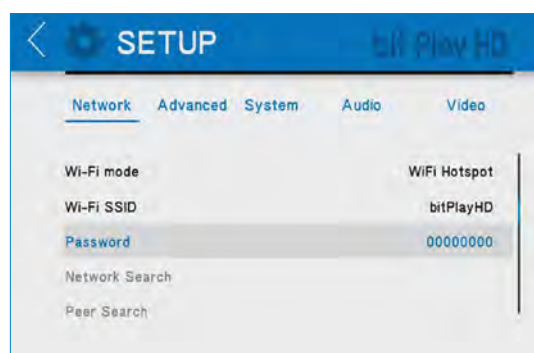 SETUP
bit Play HD
Network Advanced System Audio Video
Wi-Fi mode WiFi Hotspot
Wi-Fi SSID bitPlayHD
Password 00000000
Network Search
Peer Search